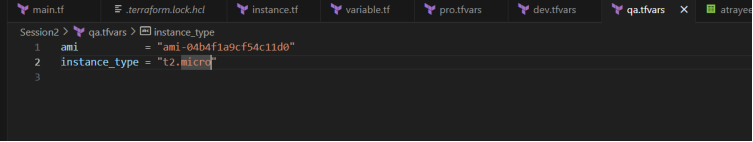 main.tf .terraform.lock.hcl instance.tf variable.tf pro.tfvars dev.tfvars qa.tfvars atrayee
Session2 > qa.tfvars > instance_type
1 ami = "ami-04b4f1a9cf54c11d0"
2 instance_type = "t2.micro"
3